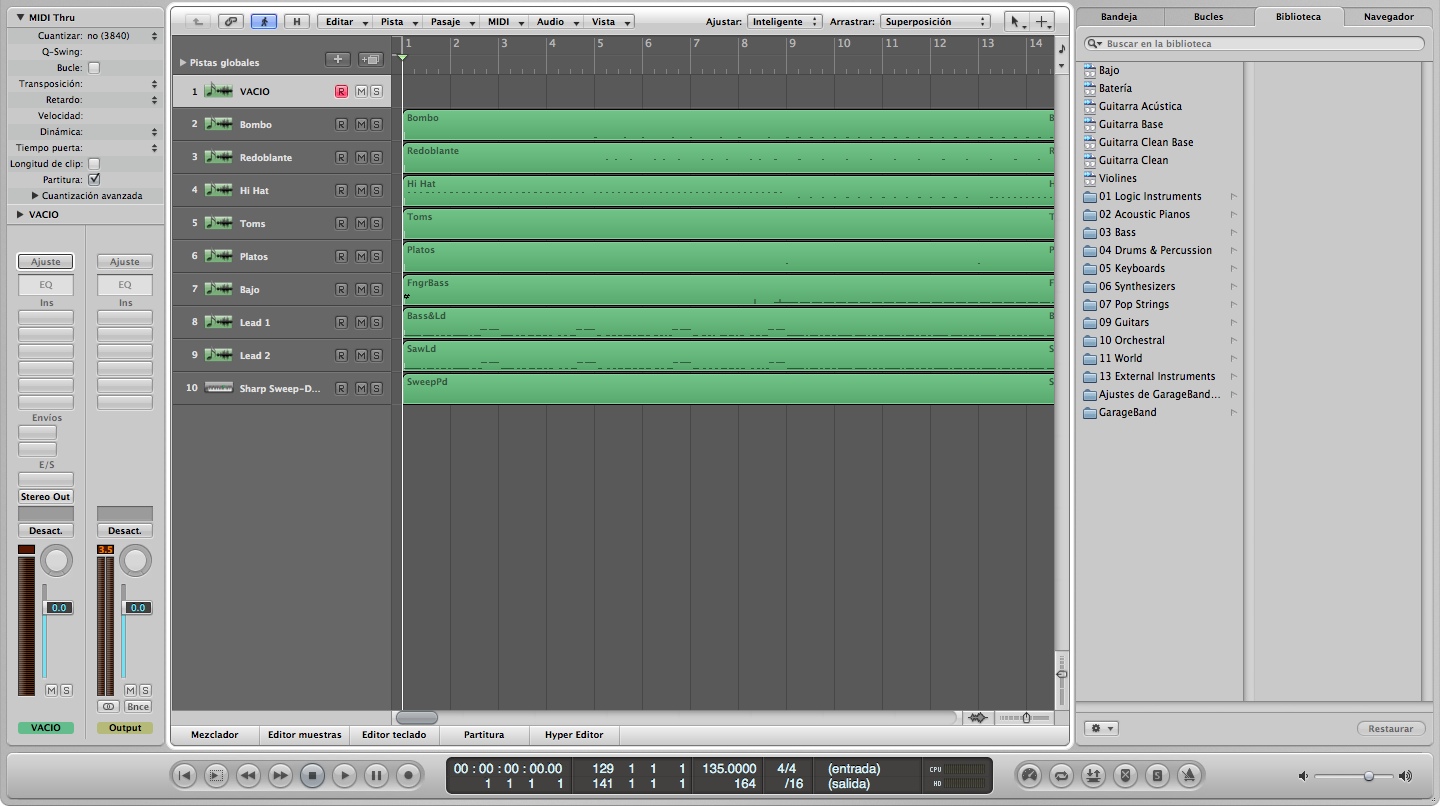 MIDI Thru
Cuantizar: no (3840)
Q-Swing:
Bucle:
Transposición:
Retardo:
Velocidad:
Dinámica:
Tiempo puerta:
Longitud de clip:
Partitura:
Cuantización avanzada
VACIO
Ajuste Ajuste
EQ EQ
Ins Ins
Envíos
E/S
Stereo Out
Desact. Desact.
3.5
0.0 0.0
M S M S
Bnce
VACIO Output
H Editar Pista Pasaje MIDI Audio Vista Ajustar: Inteligente Arrastrar: Superposición
1 2 3 4 5 6 7 8 9 10 11 12 13 14
Pistas globales
1 VACIO R M S
2 Bombo R M S
Bombo B
3 Redoblante R M S
Redoblante R
4 Hi Hat R M S
Hi Hat H
5 Toms R M S
Toms T
6 Platos R M S
Platos P
7 Bajo R M S
FngrBass F
8 Lead 1 R M S
Bass&Ld B
9 Lead 2 R M S
SawLd S
10 Sharp Sweep-D... R M S
SweepPd S
Mezclador Editor muestras Editor teclado Partitura Hyper Editor
Bandeja Bucles Biblioteca Navegador
Buscar en la biblioteca
Bajo
Batería
Guitarra Acústica
Guitarra Base
Guitarra Clean Base
Guitarra Clean
Violines
01 Logic Instruments
02 Acoustic Pianos
03 Bass
04 Drums & Percussion
05 Keyboards
06 Synthesizers
07 Pop Strings
09 Guitars
10 Orchestral
11 World
13 External Instruments
Ajustes de GarageBand...
GarageBand
Restaurar
00 : 00 : 00 : 00.00 129 1 1 1 135.0000 4/4 (entrada) CPU
1 1 1 1 141 1 1 1 164 /16 (salida) HD
S